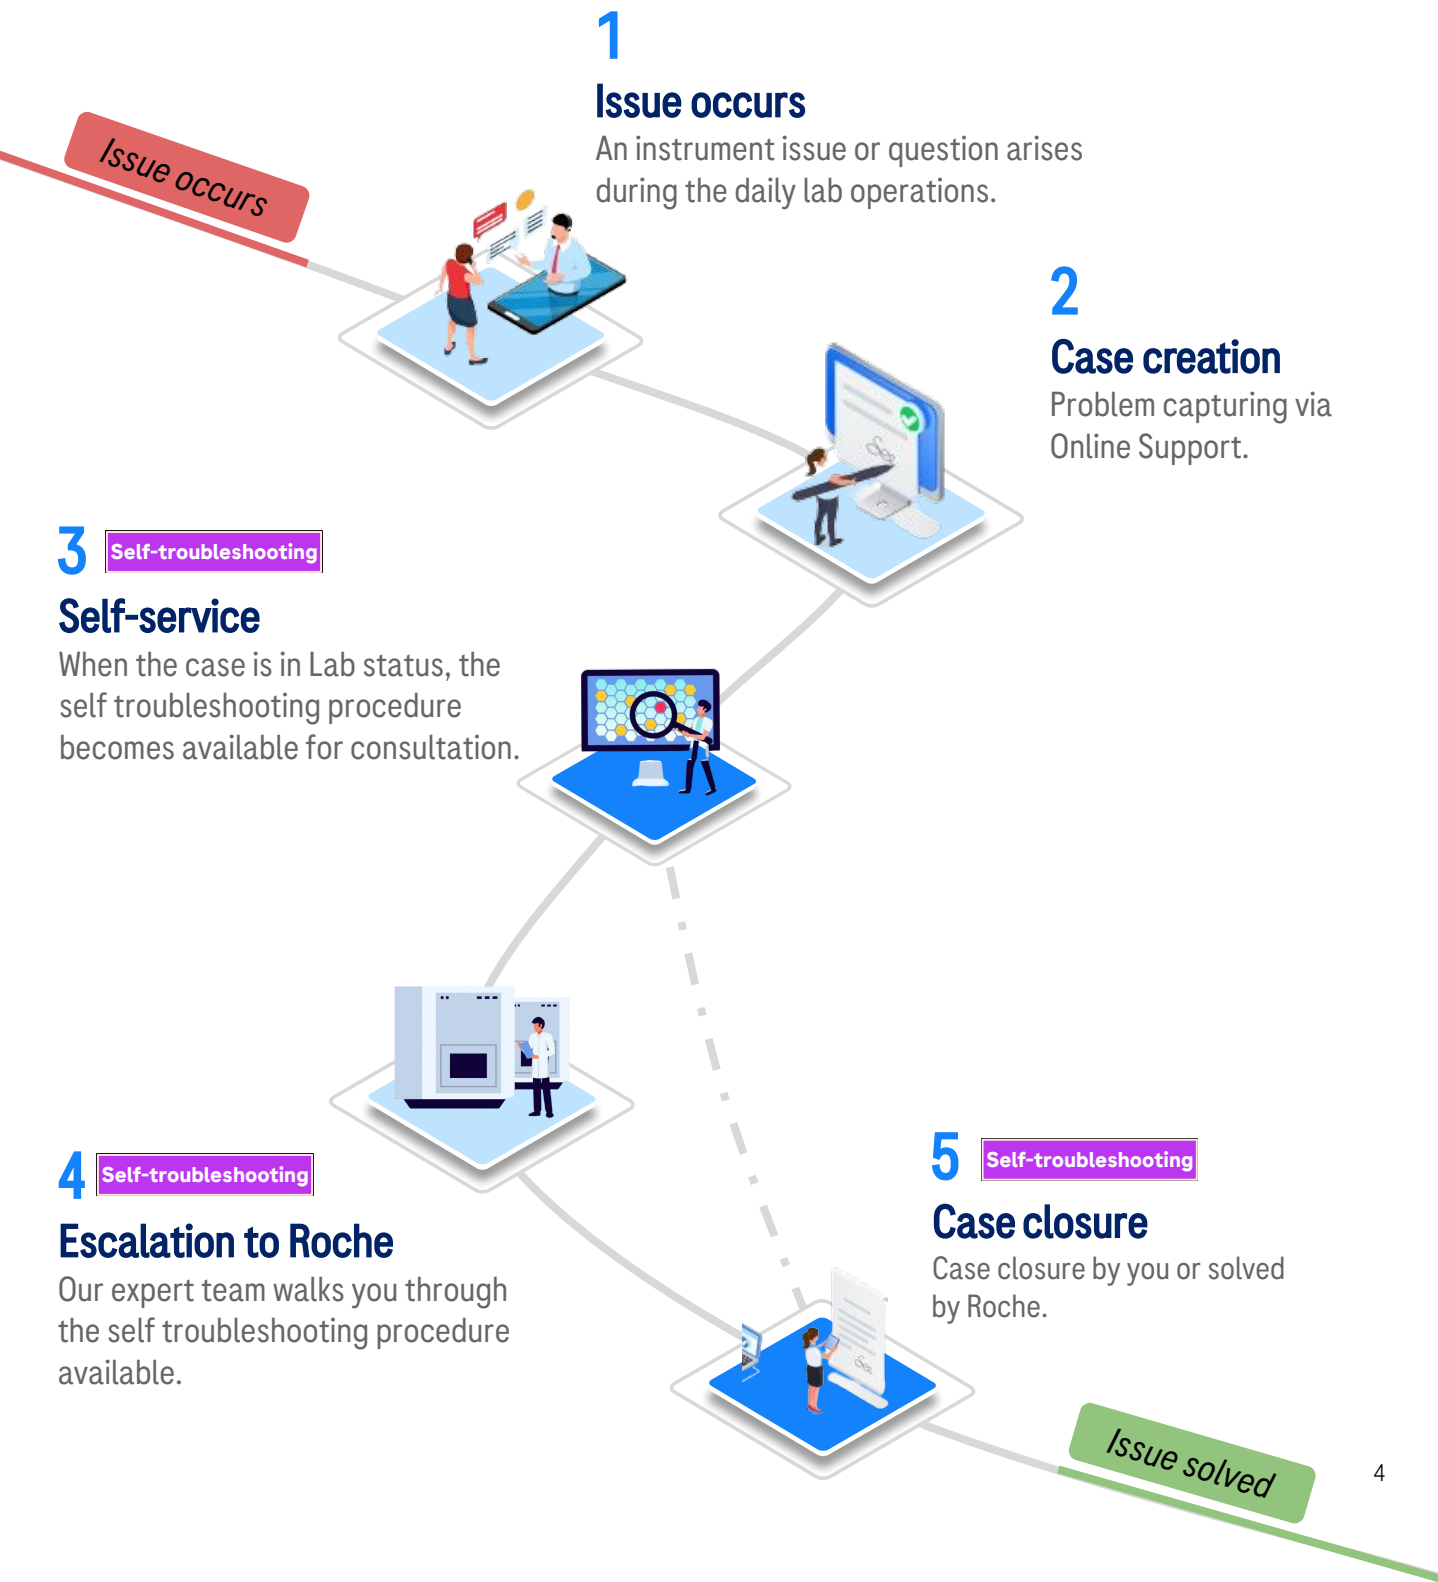 1
Issue occurs
An instrument issue or question arises
during the daily lab operations.
Issue occurs
2
Case creation
Problem capturing via
Online Support.
3 Self-troubleshooting
Self-service
When the case is in Lab status, the
self troubleshooting procedure
becomes available for consultation.
4 Self-troubleshooting
Escalation to Roche
Our expert team walks you through
the self troubleshooting procedure
available.
5 Self-troubleshooting
Case closure
Case closure by you or solved
by Roche.
Issue solved
4